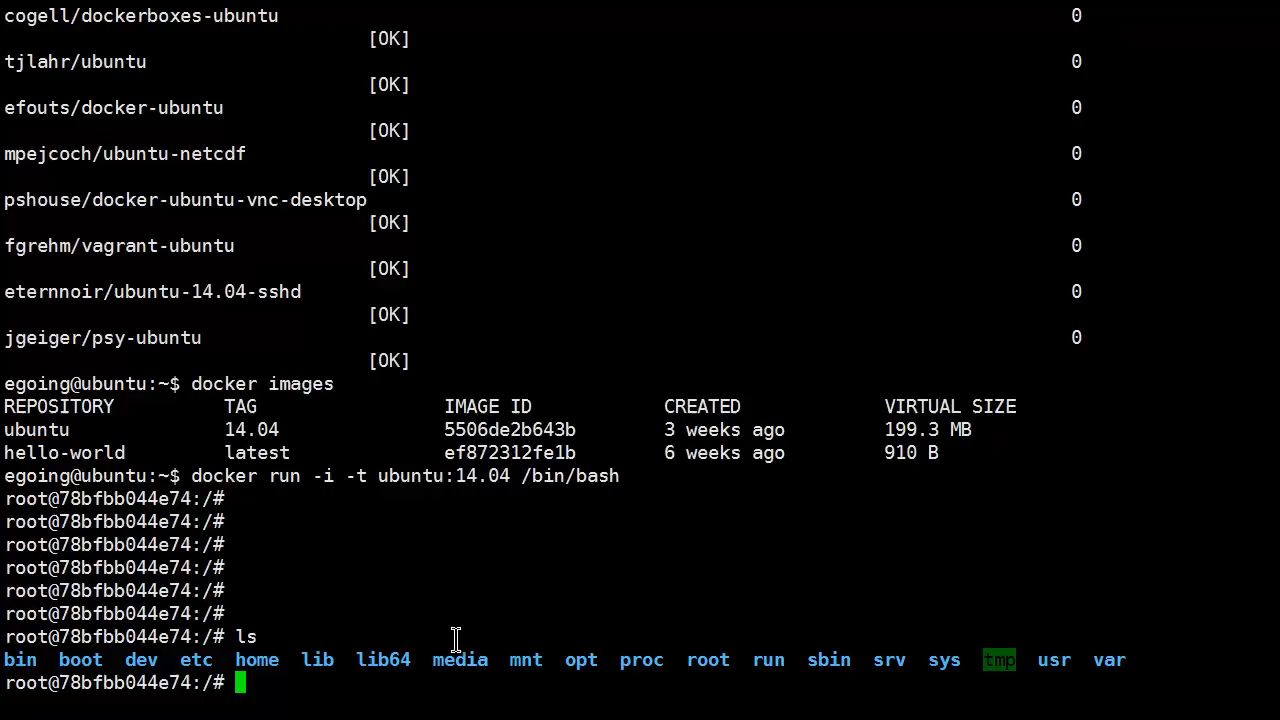 cogell/dockerboxes-ubuntu 0
[OK]
tjlahr/ubuntu 0
[OK]
efouts/docker-ubuntu 0
[OK]
mpejcoch/ubuntu-netcdf 0
[OK]
pshouse/docker-ubuntu-vnc-desktop 0
[OK]
fgrehm/vagrant-ubuntu 0
[OK]
eternnoir/ubuntu-14.04-sshd 0
[OK]
jgeiger/psy-ubuntu 0
[OK]
egoing@ubuntu:~$ docker images
REPOSITORY TAG IMAGE ID CREATED VIRTUAL SIZE
ubuntu 14.04 5506de2b643b 3 weeks ago 199.3 MB
hello-world latest ef872312fe1b 6 weeks ago 910 B
egoing@ubuntu:~$ docker run -i -t ubuntu:14.04 /bin/bash
root@78bfbb044e74:/#
root@78bfbb044e74:/#
root@78bfbb044e74:/#
root@78bfbb044e74:/#
root@78bfbb044e74:/#
root@78bfbb044e74:/#
root@78bfbb044e74:/# ls
bin boot dev etc home lib lib64 media mnt opt proc root run sbin srv sys tmp usr var
root@78bfbb044e74:/#